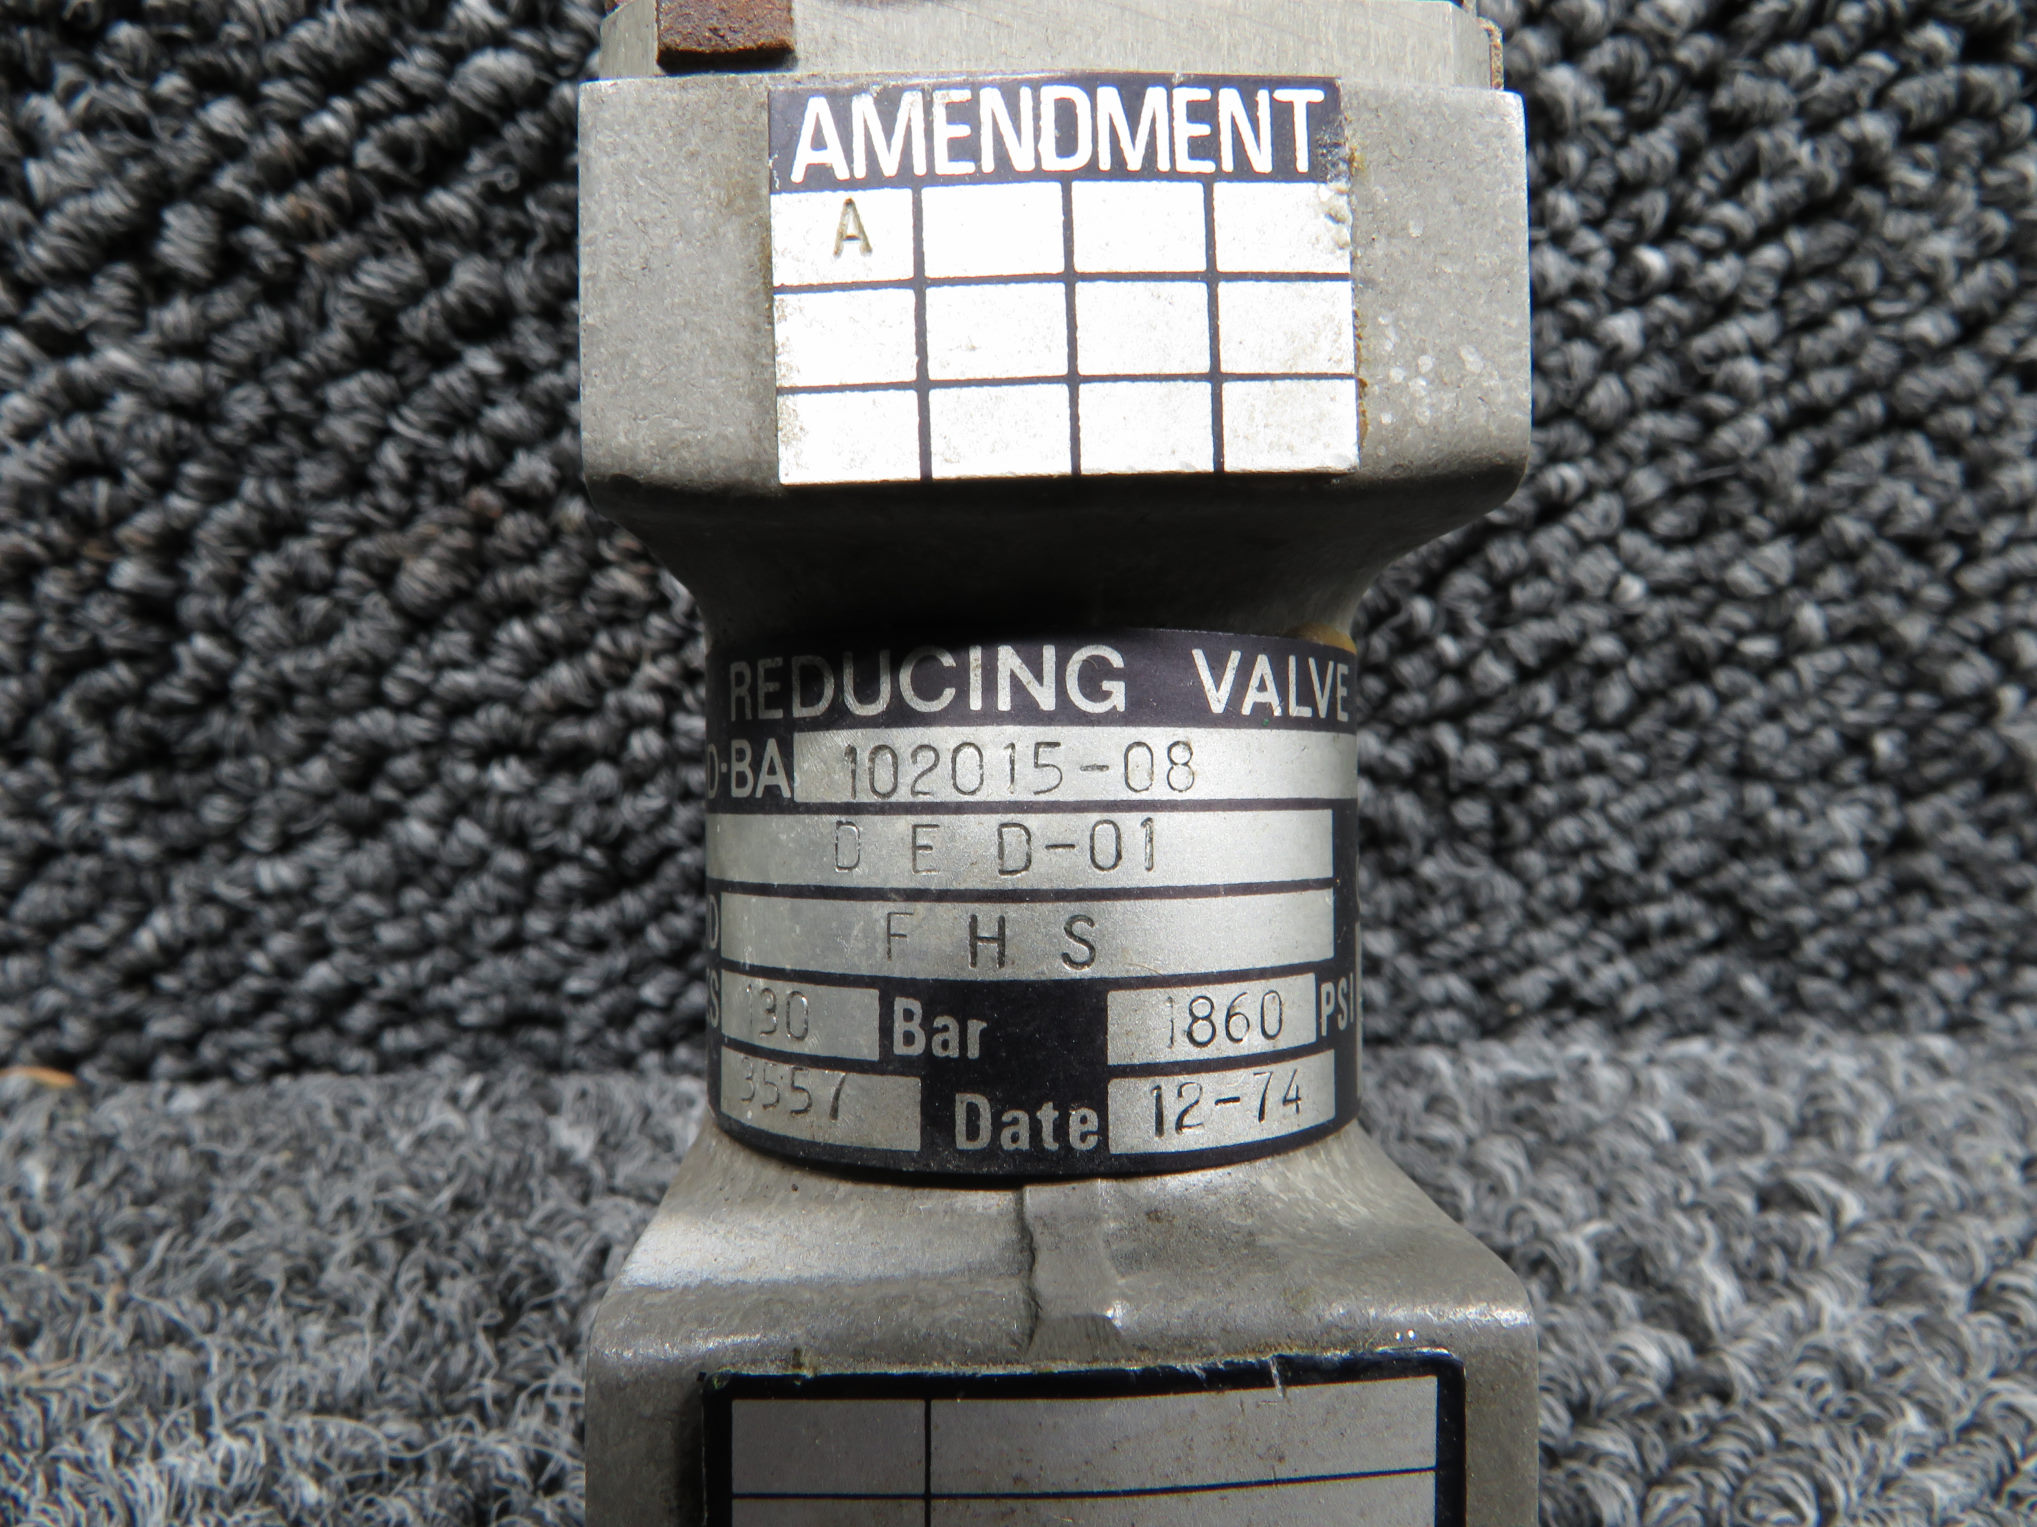 AMENDMENT
A
REDUCING VALVE
O·BA 102015-08
D E D-01
F H S
130 Bar 1860 PSI
3557 Date 12-74